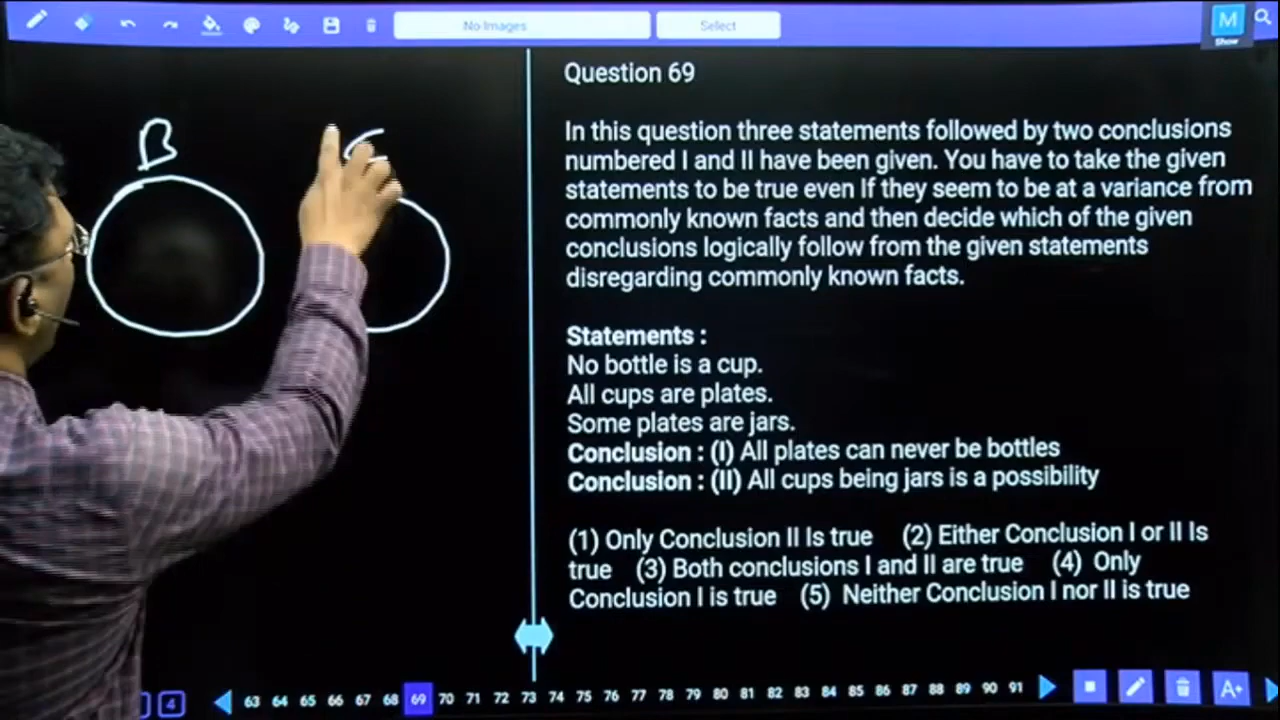 No Images Select
M
Show
B
Question 69
In this question three statements followed by two conclusions
numbered I and II have been given. You have to take the given
statements to be true even If they seem to be at a variance from
commonly known facts and then decide which of the given
conclusions logically follow from the given statements
disregarding commonly known facts.
Statements :
No bottle is a cup.
All cups are plates.
Some plates are jars.
Conclusion : (I) All plates can never be bottles
Conclusion : (II) All cups being jars is a possibility
(1) Only Conclusion II Is true (2) Either Conclusion I or II Is
true (3) Both conclusions I and II are true (4) Only
Conclusion I is true (5) Neither Conclusion I nor II is true
4 63 64 65 66 67 68 69 70 71 72 73 74 75 76 77 78 79 80 81 82 83 84 85 86 87 88 89 90 91 A+